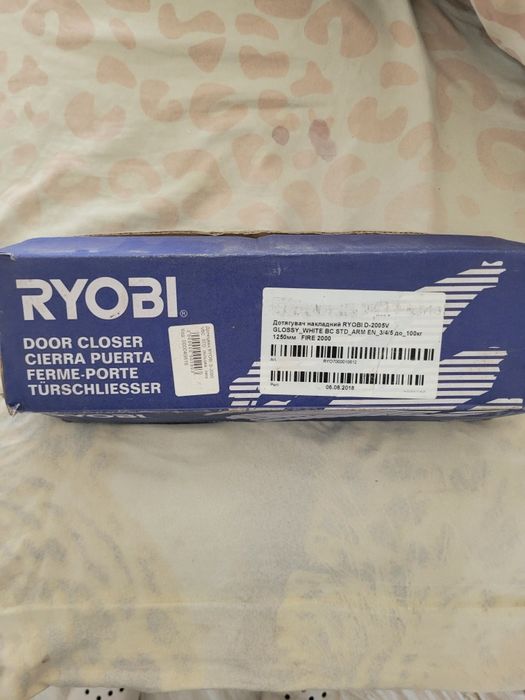 RYOBI®
DOOR CLOSER
CIERRA PUERTA
FERME-PORTE
TÜRSCHLIESSER
Дотягувач накладний RYOBI D-2005V
GLOSSY_WHITE BC STD_ARM EN_3/4/5 до_100кг
1250мм FIRE 2000
RYO7000010612
06.08.2018